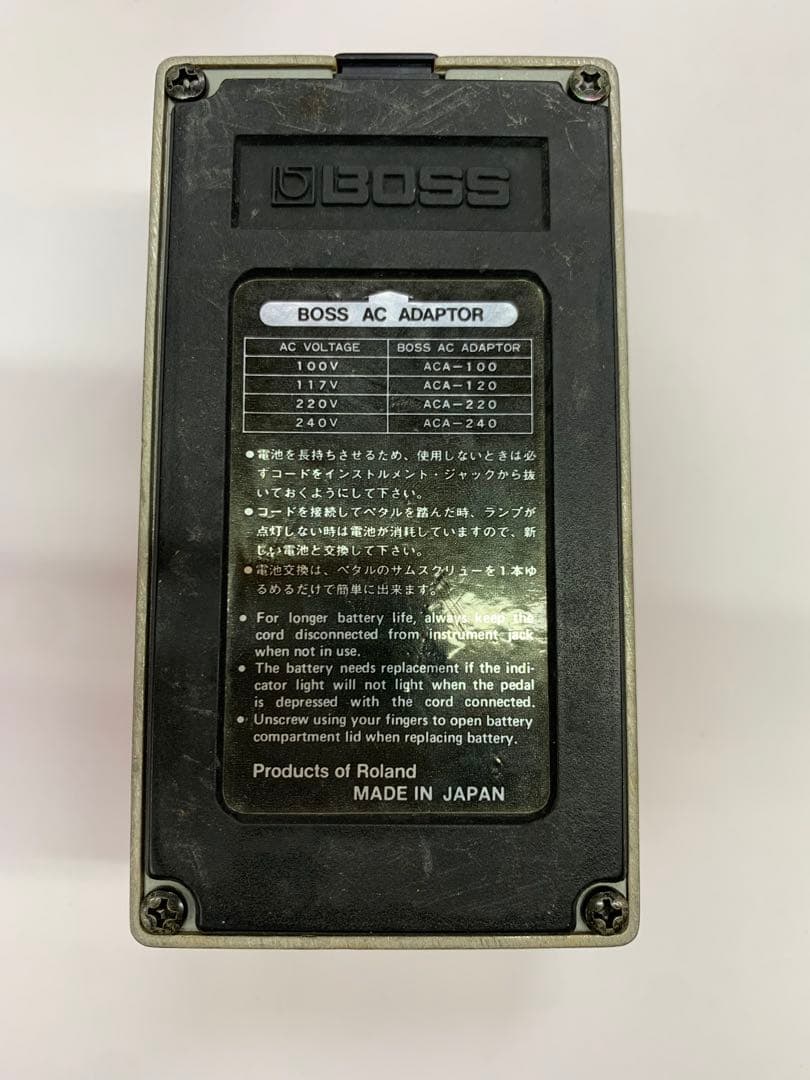 BOSS
BOSS AC ADAPTOR
AC VOLTAGE BOSS AC ADAPTOR
100V ACA-100
117V ACA-120
220V ACA-220
240V ACA-240
●電池を長持ちさせるため、使用しないときは必
ずコードをインストルメント・ジャックから抜
いておくようにして下さい。
●コードを接続してペタルを踏んだ時、ランプが
点灯しない時は電池が消耗していますので、新
しい電池と交換して下さい。
●電池交換は、ペタルのサムスクリューを1本ゆ
るめるだけで簡単に出来ます。
● For longer battery life, always keep the
cord disconnected from instrument jack
when not in use.
● The battery needs replacement if the indi-
cator light will not light when the pedal
is depressed with the cord connected.
● Unscrew using your fingers to open battery
compartment lid when replacing battery.
Products of Roland
MADE IN JAPAN